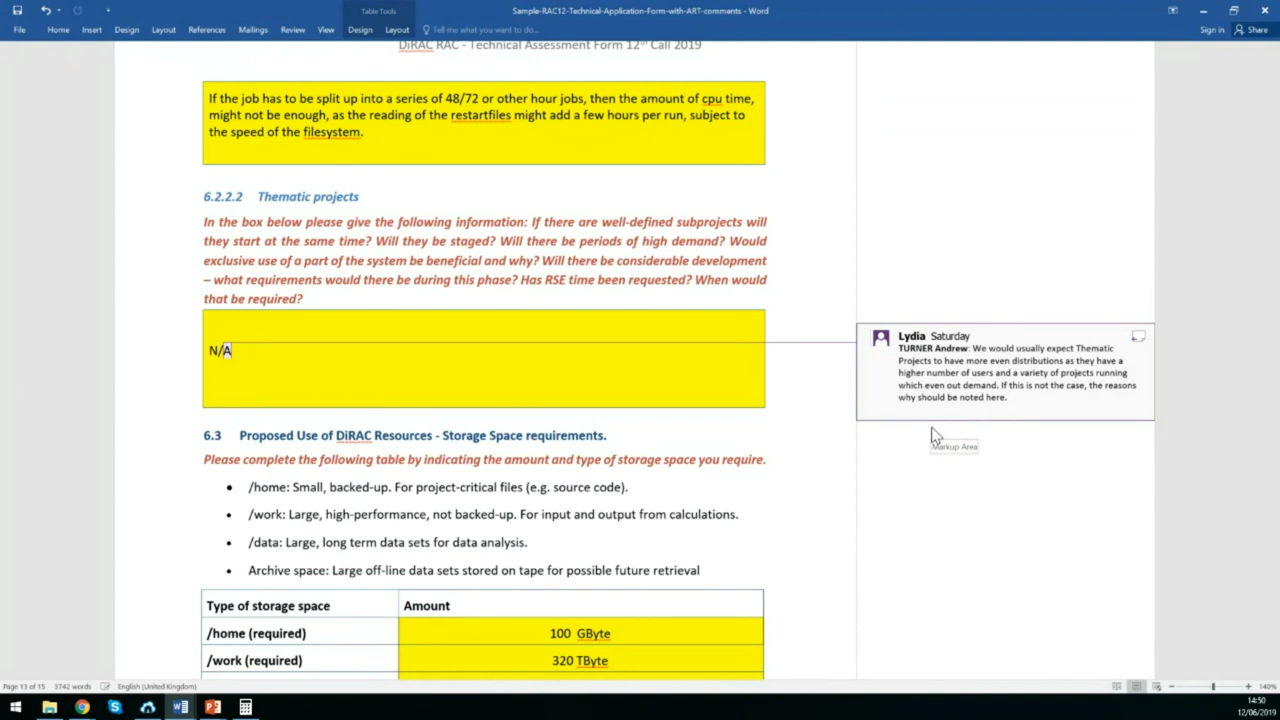 Table Tools
Sample-RAC12-Technical-Application-Form-with-ART-comments - Word
File Home Insert Design Layout References Mailings Review View Design Layout Tell me what you want to do... Sign in Share
DiRAC RAC - Technical Assessment Form 12th Call 2019
If the job has to be split up into a series of 48/72 or other hour jobs, then the amount of cpu time,
might not be enough, as the reading of the restartfiles might add a few hours per run, subject to
the speed of the filesystem.
6.2.2.2 Thematic projects
In the box below please give the following information: If there are well-defined subprojects will
they start at the same time? Will they be staged? Will there be periods of high demand? Would
exclusive use of a part of the system be beneficial and why? Will there be considerable development
– what requirements would there be during this phase? Has RSE time been requested? When would
that be required?
N/A
Lydia Saturday
TURNER Andrew: We would usually expect Thematic
Projects to have more even distributions as they have a
higher number of users and a variety of projects running
which even out demand. If this is not the case, the reasons
why should be noted here.
Markup Area
6.3 Proposed Use of DiRAC Resources - Storage Space requirements.
Please complete the following table by indicating the amount and type of storage space you require.
• /home: Small, backed-up. For project-critical files (e.g. source code).
• /work: Large, high-performance, not backed-up. For input and output from calculations.
• /data: Large, long term data sets for data analysis.
• Archive space: Large off-line data sets stored on tape for possible future retrieval
Type of storage space Amount
/home (required) 100 GByte
/work (required) 320 TByte
Page 13 of 15 3742 words English (United Kingdom) 140%
14:50
12/06/2019